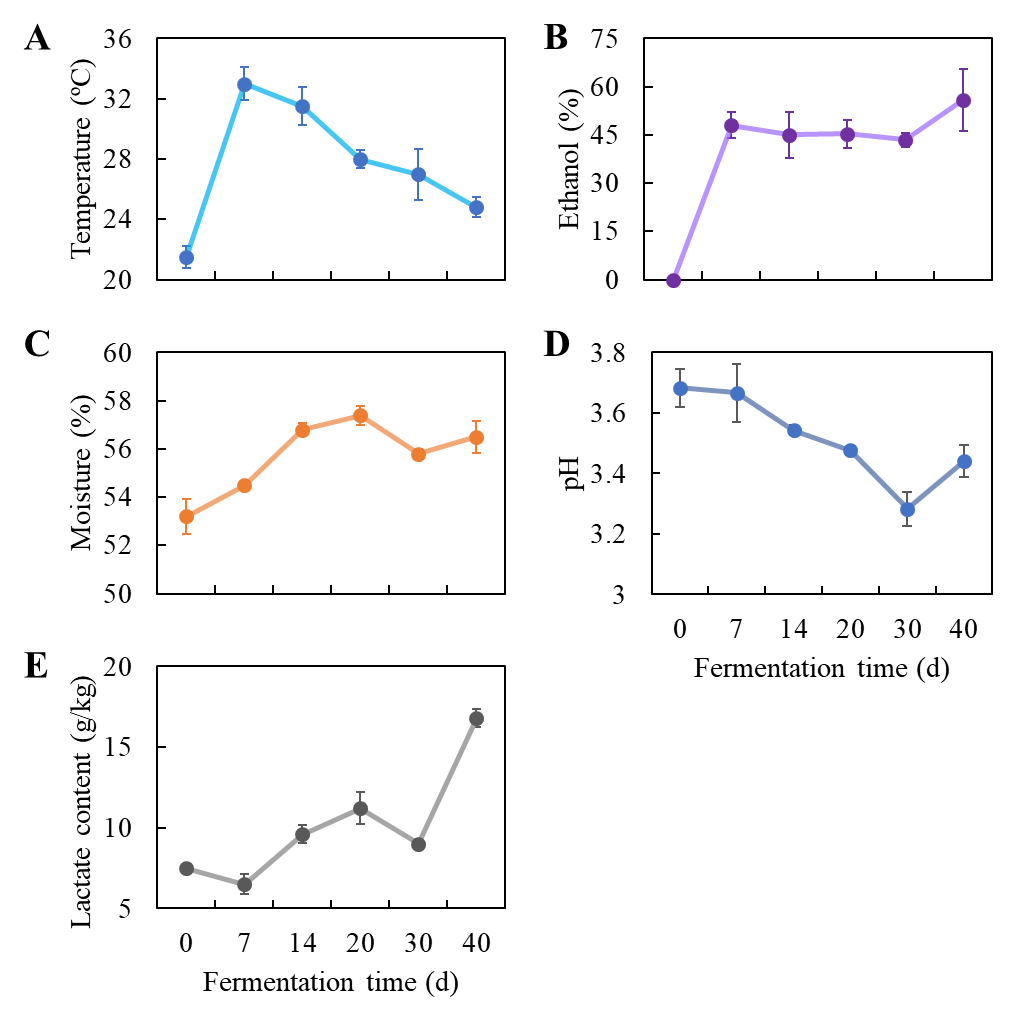 A
Temperature (ºC)
36
32
28
24
20
B
Ethanol (%)
75
60
45
30
15
0
C
Moisture (%)
60
58
56
54
52
50
D
pH
3.8
3.6
3.4
3.2
3
0 7 14 20 30 40
Fermentation time (d)
E
Lactate content (g/kg)
20
15
10
5
0 7 14 20 30 40
Fermentation time (d)